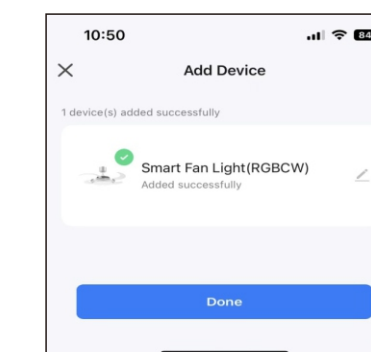 10:50
84
Add Device
1 device(s) added successfully
Smart Fan Light(RGBCW)
Added successfully
Done